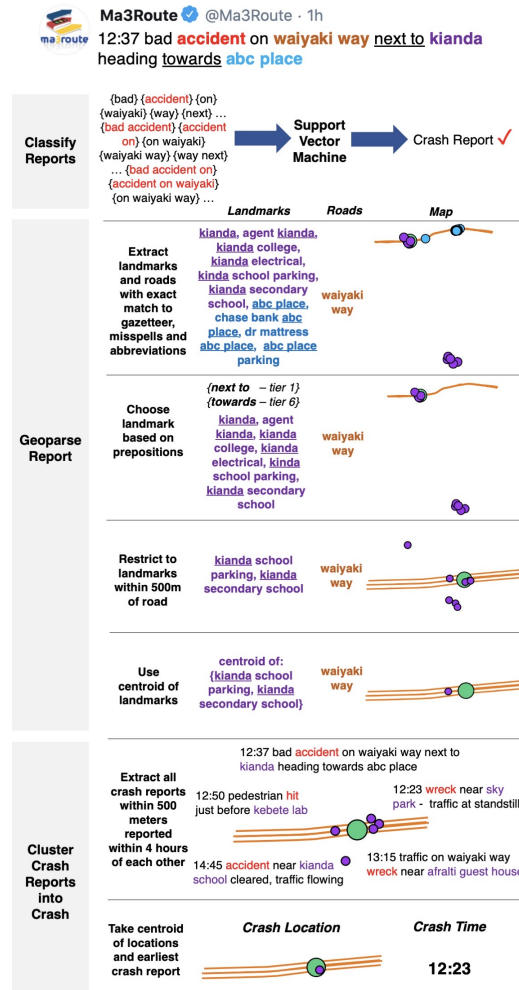 Ma3Route @Ma3Route · 1h
ma3route
12:37 bad accident on waiyaki way next to kianda
heading towards abc place
Classify
Reports
{bad} {accident} {on}
{waiyaki} {way} {next} ...
{bad accident} {accident
on} {on waiyaki}
{waiyaki way} {way next}
... {bad accident on}
{accident on waiyaki}
{on waiyaki way} ...
Support
Vector
Machine
Crash Report ✓
Landmarks Roads Map
Geoparse
Report
Extract
landmarks
and roads
with exact
match to
gazetteer,
misspells and
abbreviations
kianda, agent kianda,
kianda college,
kianda electrical,
kinda school parking,
kianda secondary
school, abc place,
chase bank abc
place, dr mattress
abc place, abc place
parking
waiyaki
way
Choose
landmark
based on
prepositions
{next to – tier 1}
{towards – tier 6}
kianda, agent
kianda, kianda
college, kianda
electrical, kinda
school parking,
kianda secondary
school
waiyaki
way
Restrict to
landmarks
within 500m
of road
kianda school
parking, kianda
secondary school
waiyaki
way
Use
centroid of
landmarks
centroid of:
{kianda school
parking, kianda
secondary school}
waiyaki
way
Cluster
Crash
Reports
into
Crash
Extract all
crash reports
within 500
meters
reported
within 4 hours
of each other
12:37 bad accident on waiyaki way next to
kianda heading towards abc place
12:50 pedestrian hit
just before kebete lab
12:23 wreck near sky
park - traffic at standstill
14:45 accident near kianda
school cleared, traffic flowing
13:15 traffic on waiyaki way
wreck near afralti guest house
Take centroid
of locations
and earliest
crash report
Crash Location Crash Time
12:23